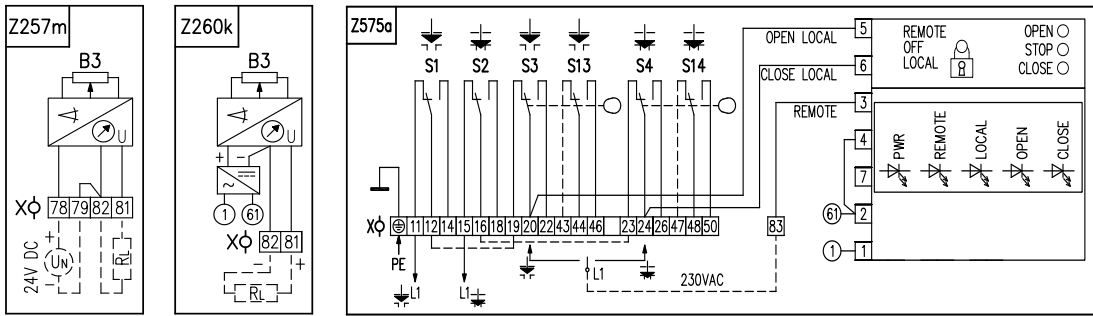 Z257m
B3
U
X 78 79 82 81
+ -
24V DC
UN
RL
Z260k
B3
U
+ -
~
1 61
X 82 81
- +
RL
Z575a
S1 S2 S3 S13 S4 S14
OPEN LOCAL
CLOSE LOCAL
REMOTE
5
6
3
4
7
2
1
61
1
REMOTE
OFF
LOCAL
OPEN
STOP
CLOSE
PWR
REMOTE
LOCAL
OPEN
CLOSE
X 11 12 14 15 16 18 19 20 22 43 44 46 23 24 26 47 48 50 83
PE
L1
L1
L1
230VAC